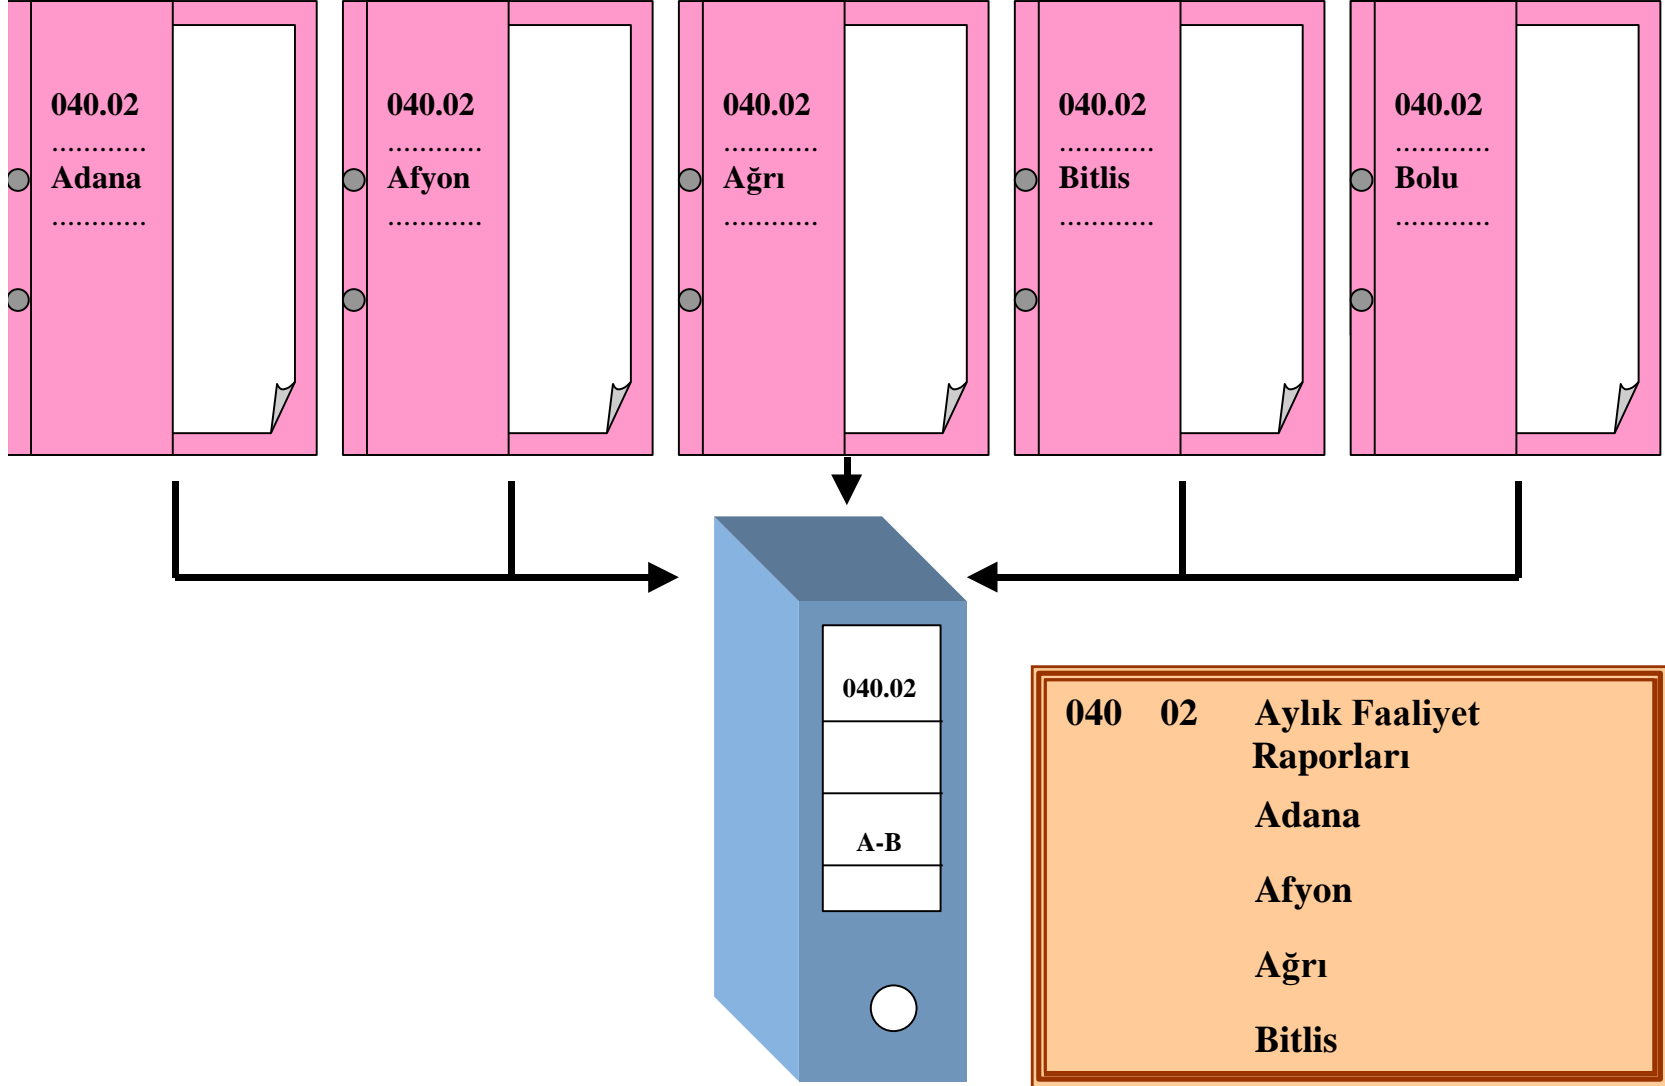 040.02
............
Adana
............
040.02
............
Afyon
............
040.02
............
Ağrı
............
040.02
............
Bitlis
............
040.02
............
Bolu
............
040.02
A-B
040 02 Aylık Faaliyet
Raporları
Adana
Afyon
Ağrı
Bitlis